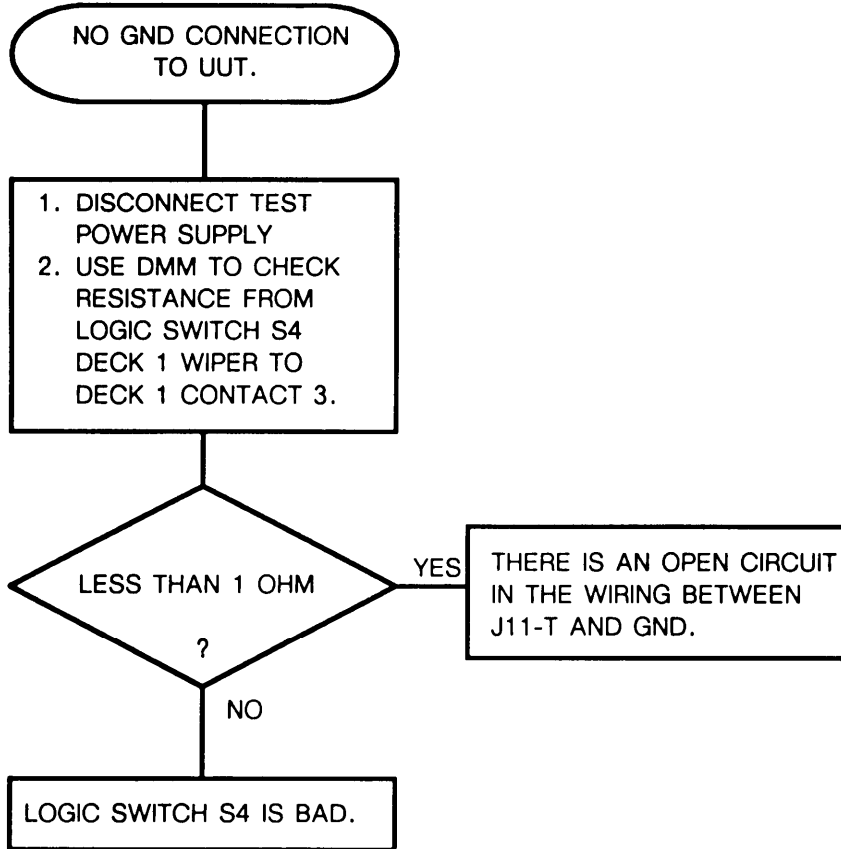 NO GND CONNECTION
TO UUT.
1. DISCONNECT TEST
POWER SUPPLY
2. USE DMM TO CHECK
RESISTANCE FROM
LOGIC SWITCH S4
DECK 1 WIPER TO
DECK 1 CONTACT 3.
LESS THAN 1 OHM
?
YES
THERE IS AN OPEN CIRCUIT
IN THE WIRING BETWEEN
J11-T AND GND.
NO
LOGIC SWITCH S4 IS BAD.